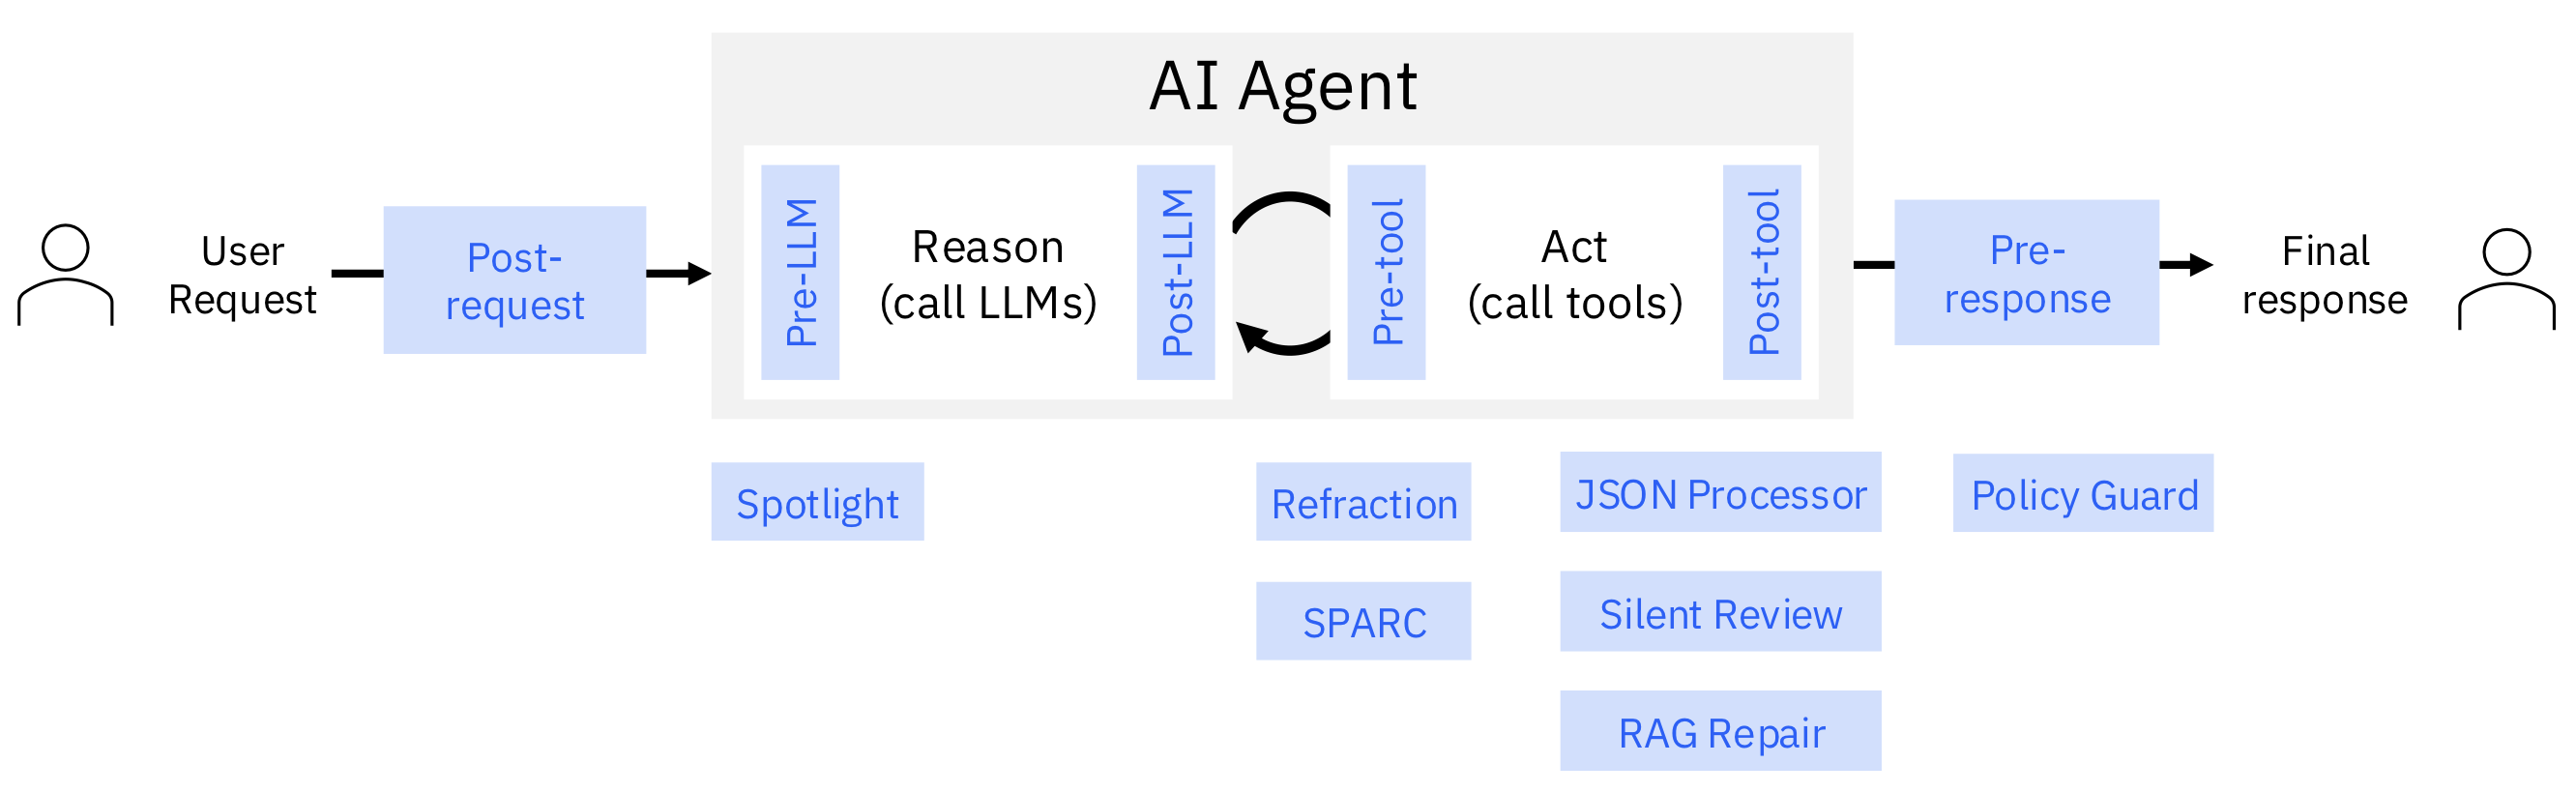 AI Agent
User
Request
Post-
request
Pre-LLM
Reason
(call LLMs)
Post-LLM
Pre-tool
Act
(call tools)
Post-tool
Pre-
response
Final
response
Spotlight
Refraction
SPARC
JSON Processor
Silent Review
RAG Repair
Policy Guard